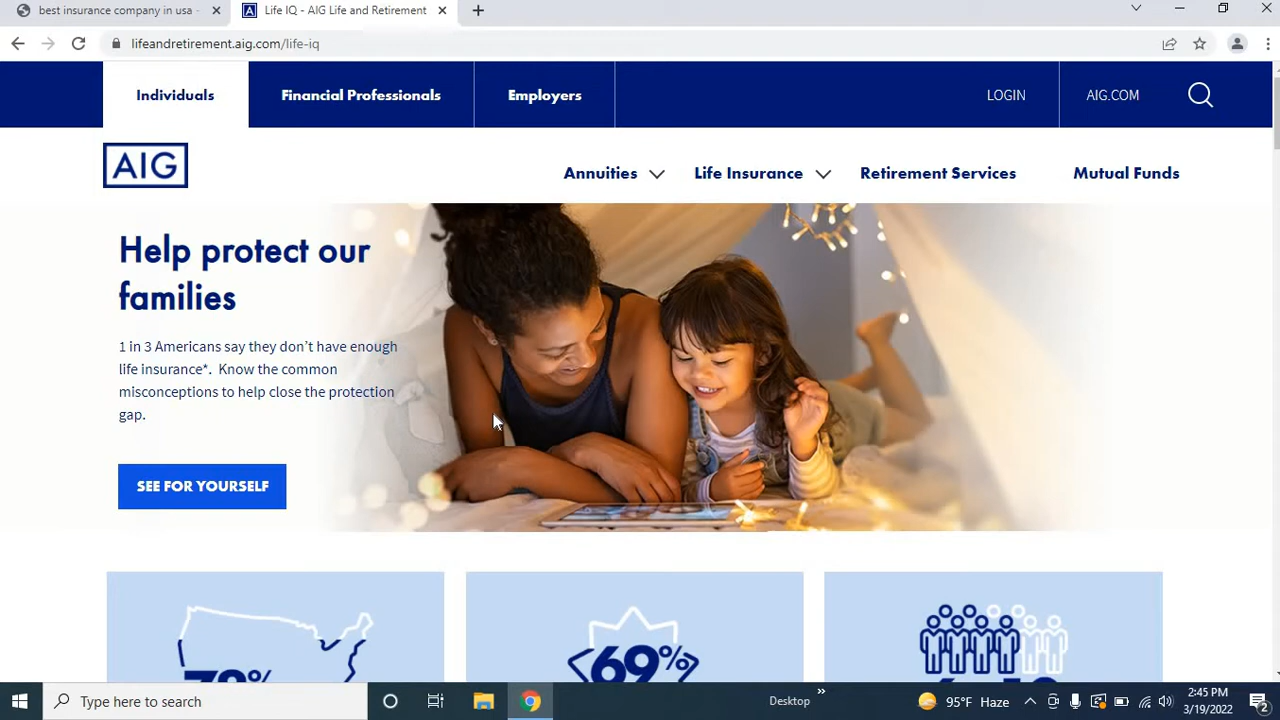 best insurance company in usa -
Life IQ - AIG Life and Retirement
lifeandretirement.aig.com/life-iq
Individuals
Financial Professionals
Employers
LOGIN
AIG.COM
AIG
Annuities
Life Insurance
Retirement Services
Mutual Funds
Help protect our
families
1 in 3 Americans say they don’t have enough
life insurance*. Know the common
misconceptions to help close the protection
gap.
SEE FOR YOURSELF
69%
Type here to search
Desktop
95°F Haze
2:45 PM
3/19/2022
2